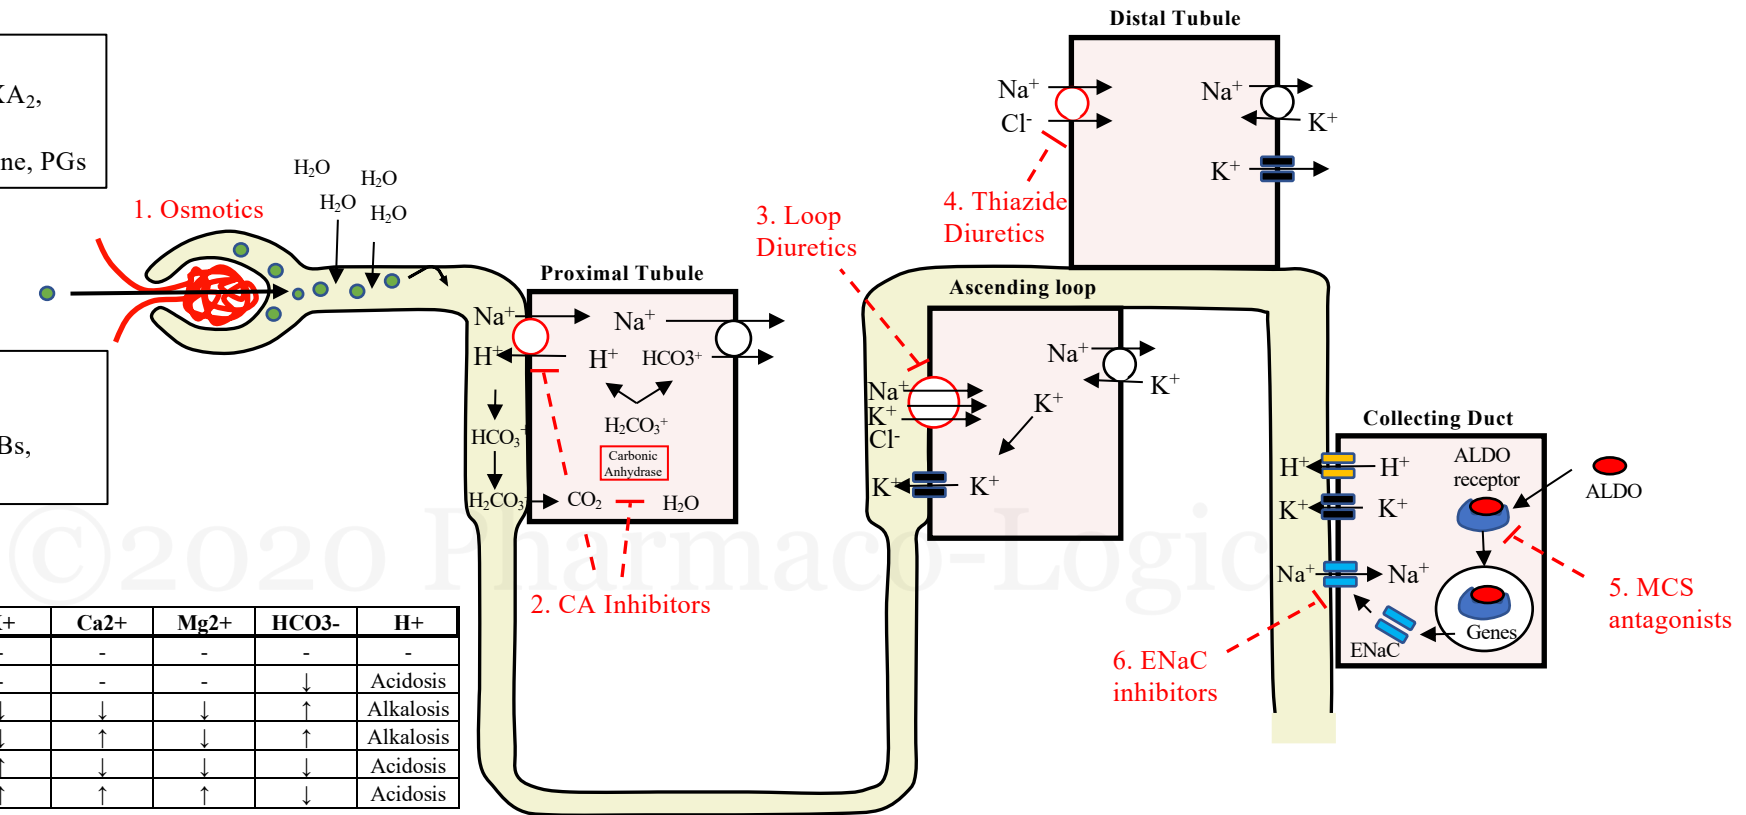 Distal Tubule
XA₂,
ne, PGs
Na⁺
Cl⁻
Na⁺
K⁺
K⁺
H₂O
H₂O
H₂O
H₂O
1. Osmotics
3. Loop
Diuretics
4. Thiazide
Diuretics
Proximal Tubule
Na⁺
H⁺
Na⁺
H⁺
HCO3⁺
H₂CO₃⁺
Carbonic
Anhydrase
HCO₃⁺
H₂CO₃
CO₂
H₂O
2. CA Inhibitors
Ascending loop
Na⁺
K⁺
Na⁺
K⁺
Cl⁻
K⁺
K⁺
K⁺
Collecting Duct
H⁺
H⁺
K⁺
K⁺
Na⁺
Na⁺
ALDO
receptor
ALDO
Genes
ENaC
5. MCS
antagonists
6. ENaC
inhibitors
Bs,
©2020 Pharmaco-Logic
+ Ca2+ Mg2+ HCO3- H+
- - - - -
- - - ↓ Acidosis
↓ ↓ ↓ ↑ Alkalosis
↓ ↑ ↓ ↑ Alkalosis
↑ ↓ ↓ ↓ Acidosis
↑ ↑ ↑ ↓ Acidosis